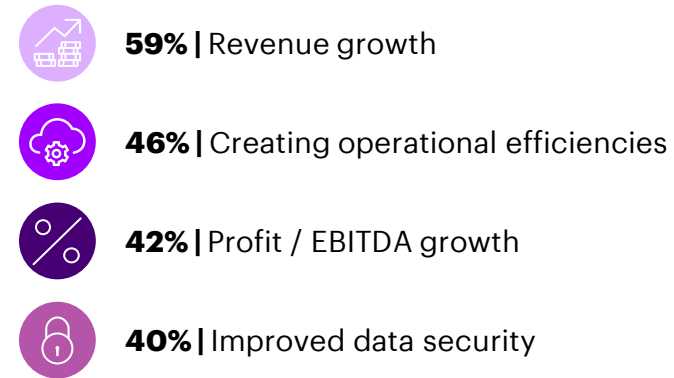 59% | Revenue growth
46% | Creating operational efficiencies
42% | Profit / EBITDA growth
40% | Improved data security